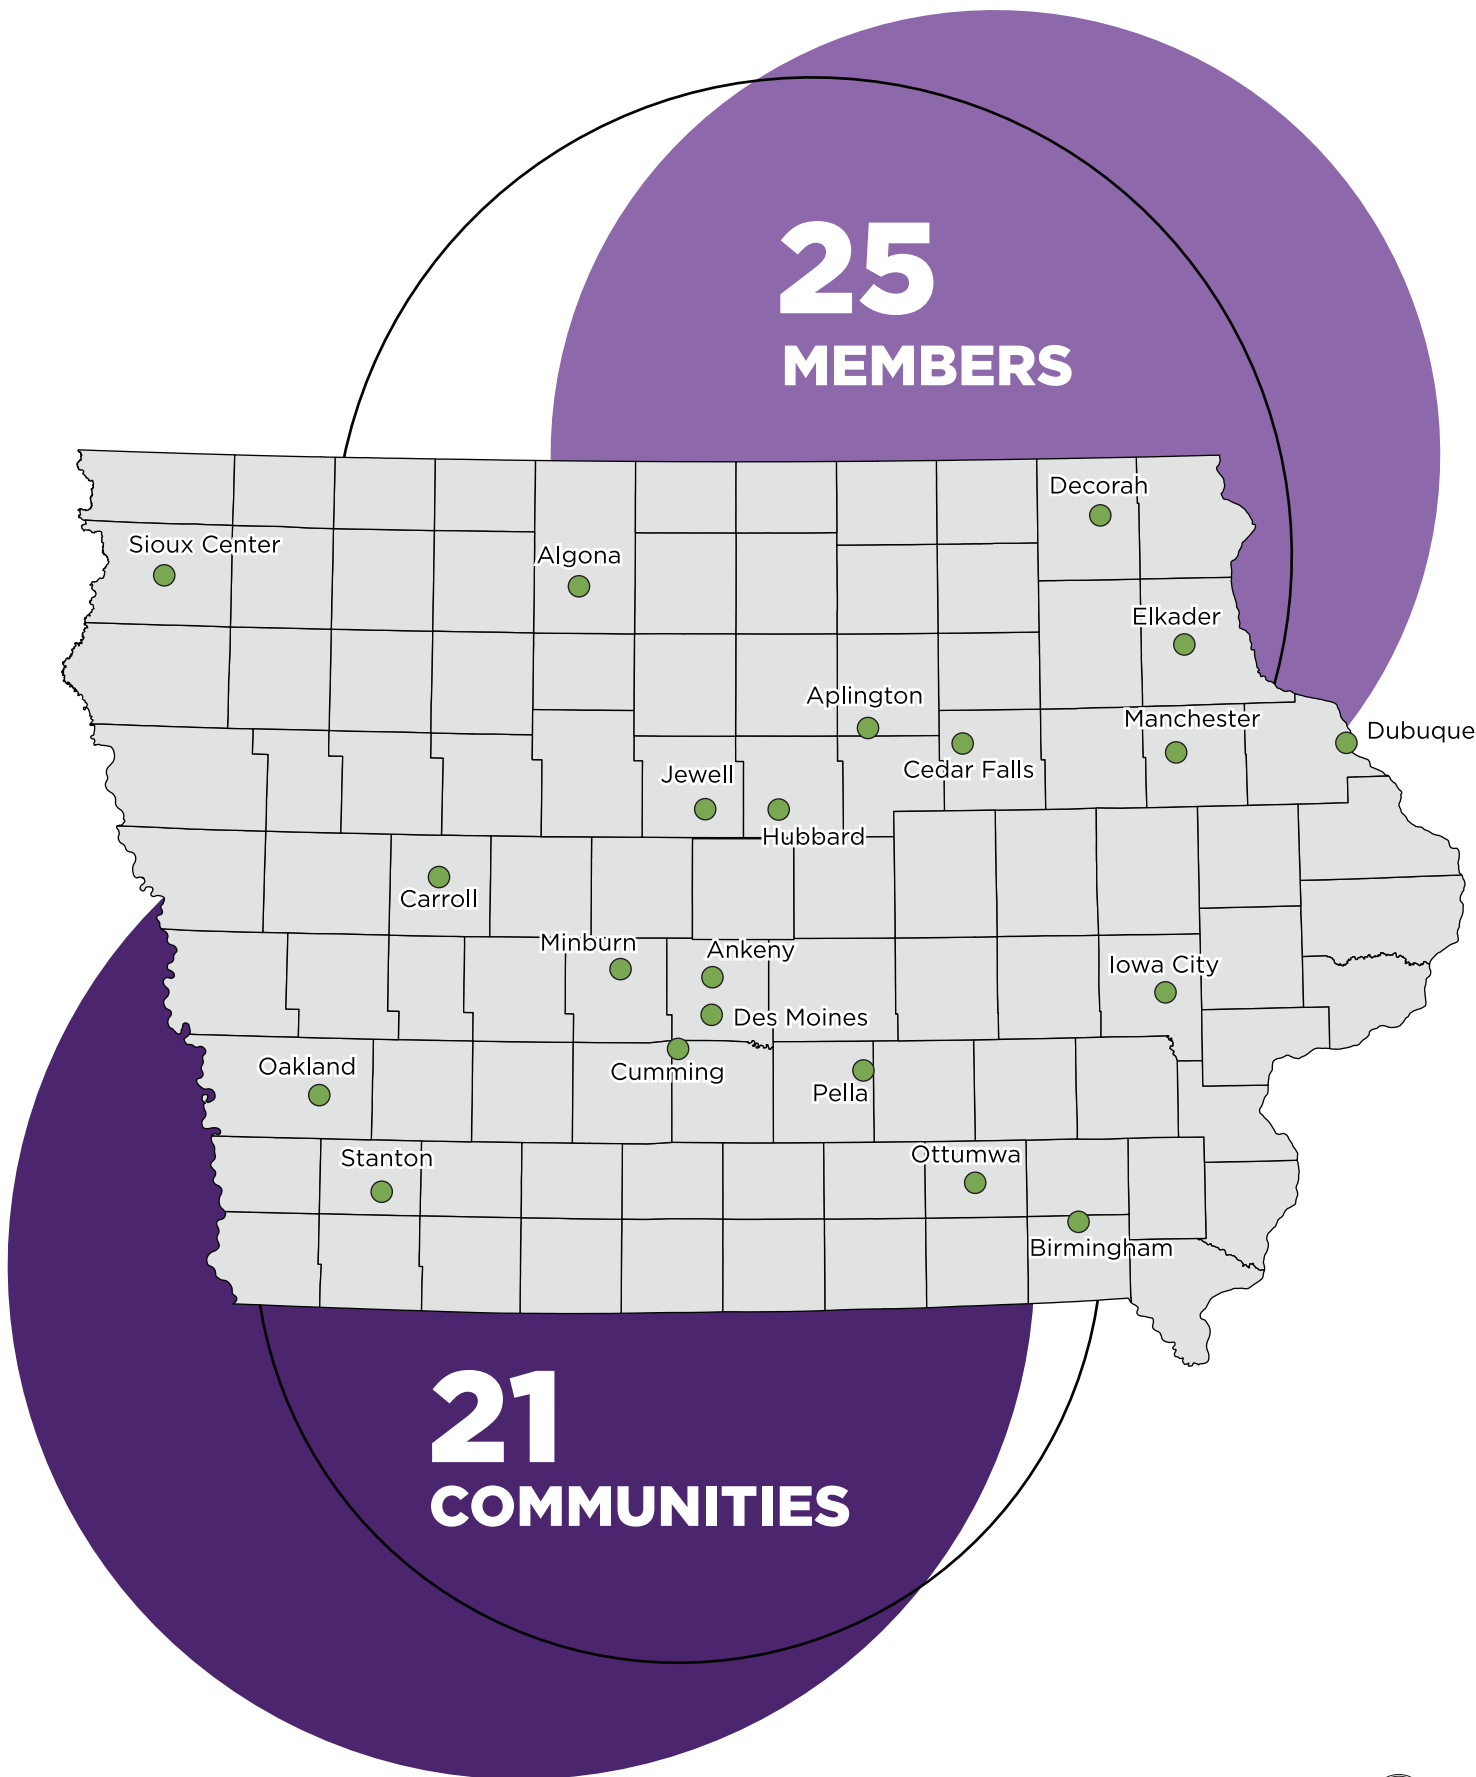 25
MEMBERS
Decorah
Sioux Center
Algona
Elkader
Aplington
Manchester
Dubuque
Cedar Falls
Jewell
Hubbard
Carroll
Minburn
Ankeny
Iowa City
Des Moines
Oakland
Cumming
Pella
Stanton
Ottumwa
Birmingham
21
COMMUNITIES